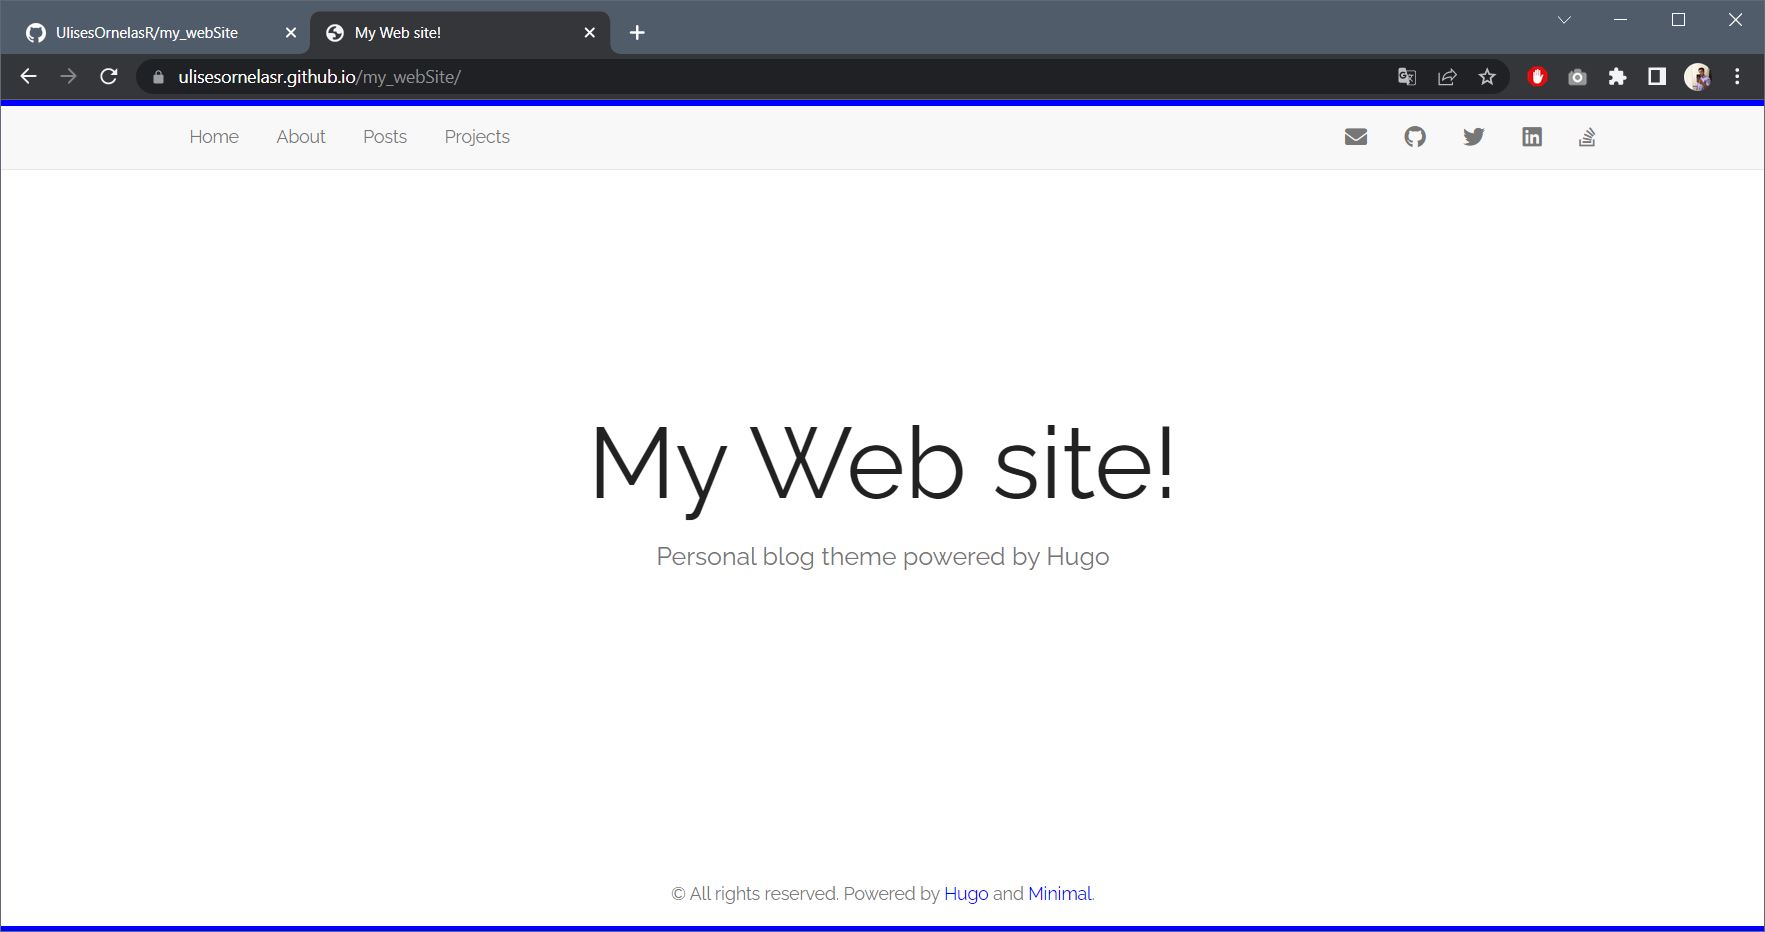 UlisesOrnelasR/my_webSite
My Web site!
ulisesornelasr.github.io/my_webSite/
Home About Posts Projects
My Web site!
Personal blog theme powered by Hugo
© All rights reserved. Powered by Hugo and Minimal.